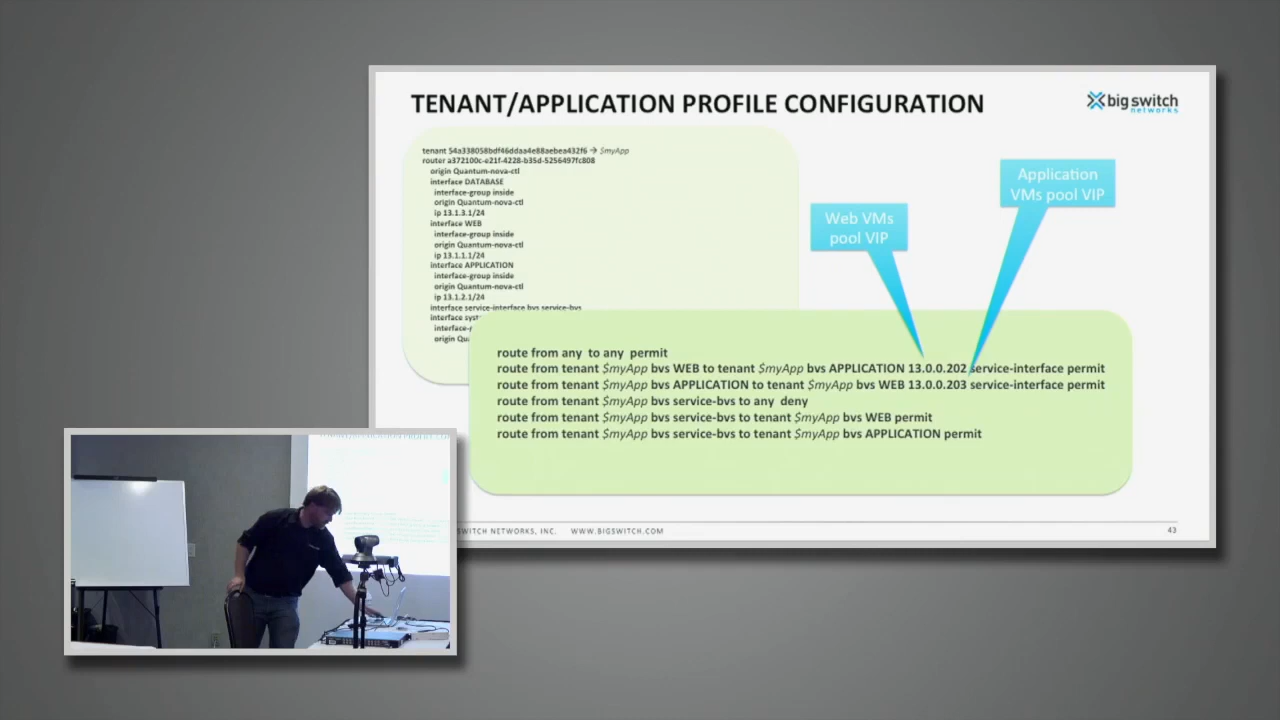 TENANT/APPLICATION PROFILE CONFIGURATION
big switch
networks
tenant 54a338058bdf46ddaa4e88aebea432f6 → $myApp
router a372100c-e21f-4228-b35d-5256497fc808
origin Quantum-nova-ctl
interface DATABASE
interface-group inside
origin Quantum-nova-ctl
ip 13.1.3.1/24
interface WEB
interface-group inside
origin Quantum-nova-ctl
ip 13.1.1.1/24
interface APPLICATION
interface-group inside
origin Quantum-nova-ctl
ip 13.1.2.1/24
interface service-interface bvs service-bvs
interface syst
interface-
origin Qu
Web VMs
pool VIP
Application
VMs pool VIP
route from any to any permit
route from tenant $myApp bvs WEB to tenant $myApp bvs APPLICATION 13.0.0.202 service-interface permit
route from tenant $myApp bvs APPLICATION to tenant $myApp bvs WEB 13.0.0.203 service-interface permit
route from tenant $myApp bvs service-bvs to any deny
route from tenant $myApp bvs service-bvs to tenant $myApp bvs WEB permit
route from tenant $myApp bvs service-bvs to tenant $myApp bvs APPLICATION permit
SWITCH NETWORKS, INC. WWW.BIGSWITCH.COM
43